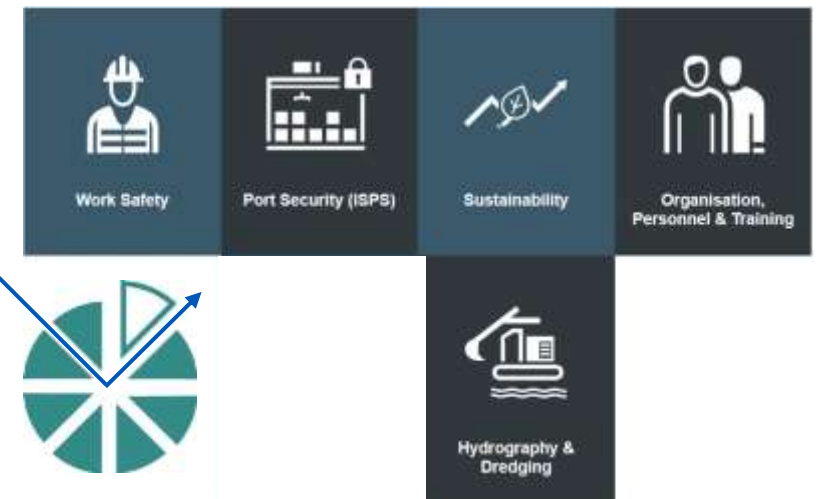 Work Safety
Port Security (ISPS)
Sustainability
Organisation,
Personnel & Training
Hydrography &
Dredging